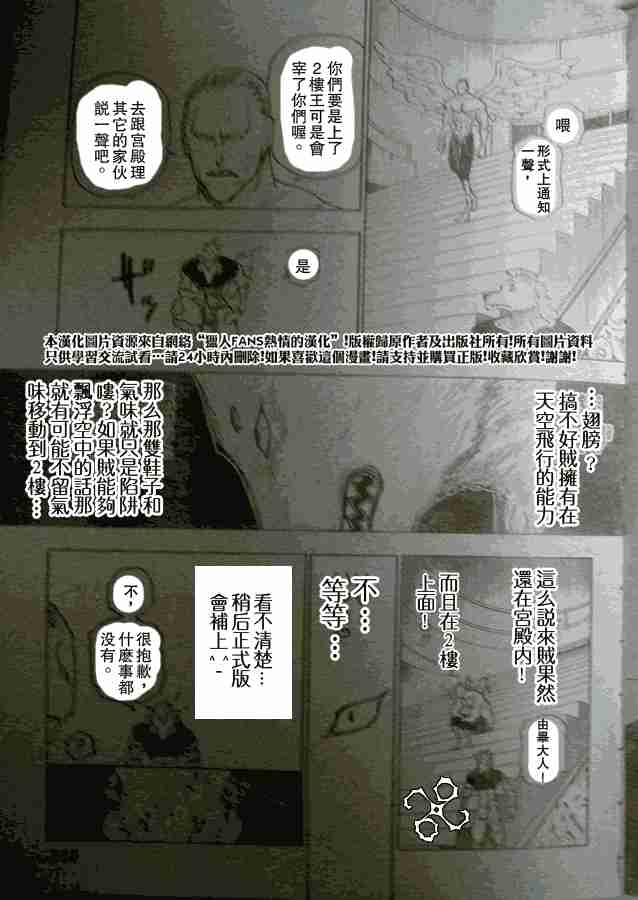 喂
形式上通知
一聲，
你們要是上了
2樓王可是會
宰了你們喔。
去跟宮殿理
其它的家伙
說一聲吧。
是
本漢化圖片資源來自網絡“獵人FANS熱情的漢化”!版權歸原作者及出版社所有!所有圖片資料
只供學習交流試看…請24小時內刪除!如果喜歡這個漫畫!請支持並購買正版!收藏欣賞!謝謝!
…翅膀？
搞不好賊擁有在
天空飛行的能力
那么那雙鞋子和
氣味就只是陷阱
嘍？如果賊能夠
飄浮空中的話那
就有可能不留氣
味移動到2樓…
這么說來賊果然
還在宮殿內！
而且在2樓
上面！
由畢大人！
不…
等等…
看不清楚…
稍后正式版
會補上^_^
不，
很抱歉，
什麼事都
沒有。